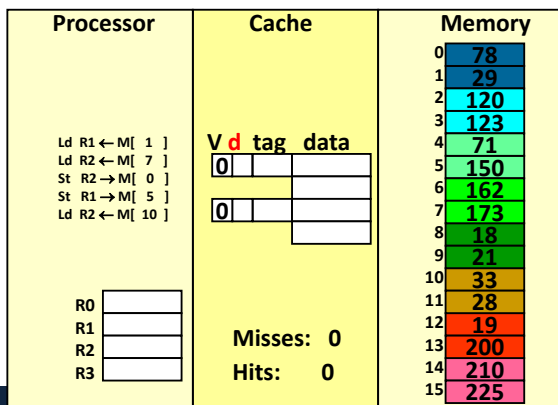 Processor
Ld R1 ← M[ 1 ]
Ld R2 ← M[ 7 ]
St R2 → M[ 0 ]
St R1 → M[ 5 ]
Ld R2 ← M[ 10 ]
R0
R1
R2
R3
Cache
V d tag data
0
0
Misses: 0
Hits: 0
Memory
0 78
1 29
2 120
3 123
4 71
5 150
6 162
7 173
8 18
9 21
10 33
11 28
12 19
13 200
14 210
15 225